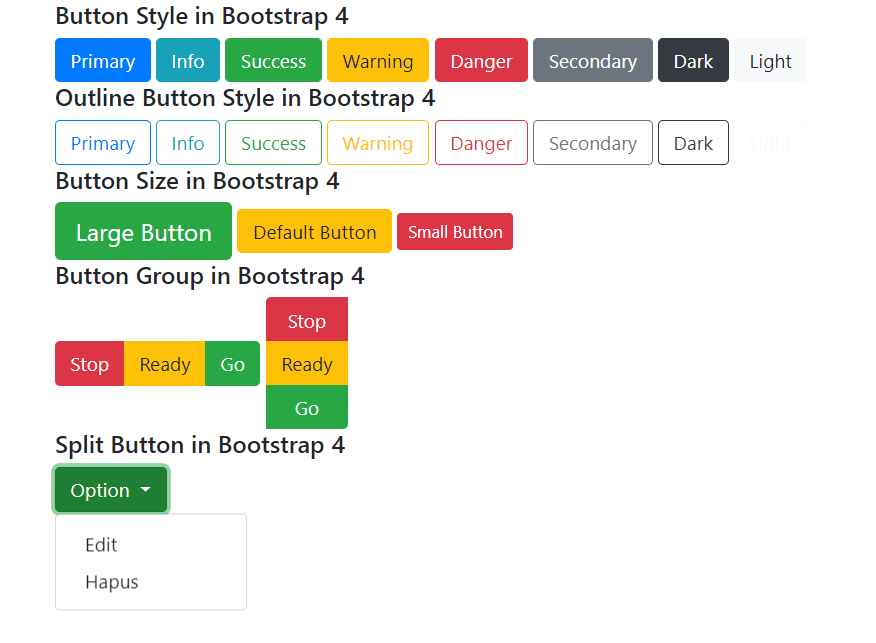 Button Style in Bootstrap 4
Primary Info Success Warning Danger Secondary Dark Light
Outline Button Style in Bootstrap 4
Primary Info Success Warning Danger Secondary Dark Light
Button Size in Bootstrap 4
Large Button Default Button Small Button
Button Group in Bootstrap 4
Stop
Stop Ready Go Ready
Go
Split Button in Bootstrap 4
Option
Edit
Hapus